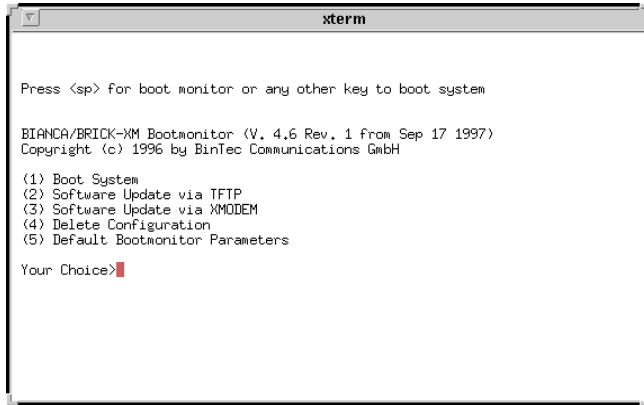 xterm
Press <sp> for boot monitor or any other key to boot system
BIANCA/BRICK-XM Bootmonitor (V. 4.6 Rev. 1 from Sep 17 1997)
Copyright (c) 1996 by BinTec Communications GmbH
(1) Boot System
(2) Software Update via TFTP
(3) Software Update via XMODEM
(4) Delete Configuration
(5) Default Bootmonitor Parameters
Your Choice>